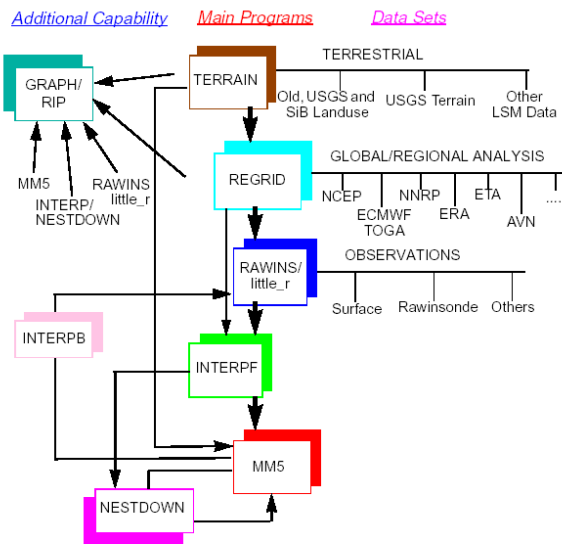 Additional Capability
Main Programs
Data Sets
GRAPH/
RIP
MM5
INTERP/
NESTDOWN
RAWINS
little_r
TERRAIN
TERRESTRIAL
Old, USGS and
SiB Landuse
USGS Terrain
Other
LSM Data
REGRID
GLOBAL/REGIONAL ANALYSIS
NCEP
ECMWF
TOGA
NNRP
ERA
ETA
AVN
....
RAWINS/
little_r
OBSERVATIONS
Surface
Rawinsonde
Others
INTERPB
INTERPF
MM5
NESTDOWN